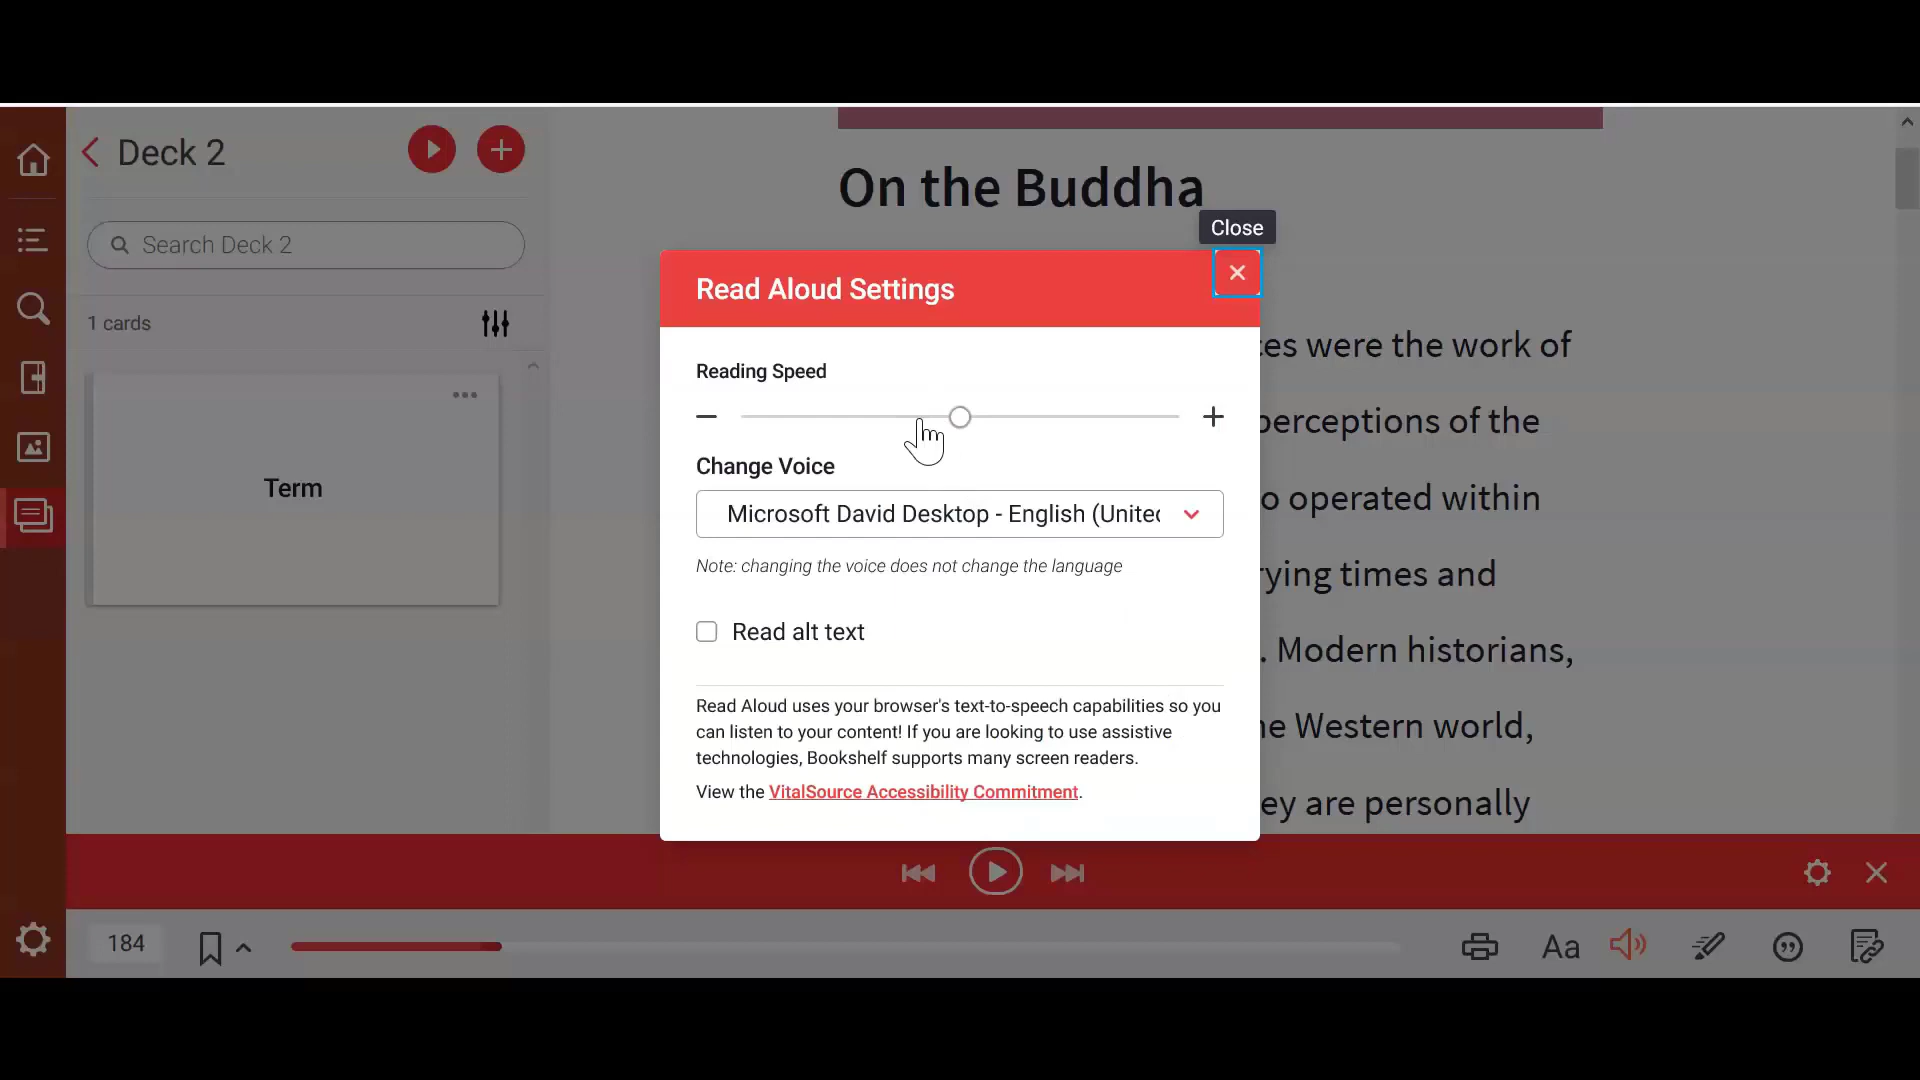 Deck 2
Search Deck 2
1 cards
Term
On the Buddha
Close
Read Aloud Settings
Reading Speed
Change Voice
Microsoft David Desktop - English (United
Note: changing the voice does not change the language
Read alt text
Read Aloud uses your browser's text-to-speech capabilities so you
can listen to your content! If you are looking to use assistive
technologies, Bookshelf supports many screen readers.
View the VitalSource Accessibility Commitment.
ces were the work of
perceptions of the
o operated within
rying times and
. Modern historians,
he Western world,
ey are personally
184
Aa